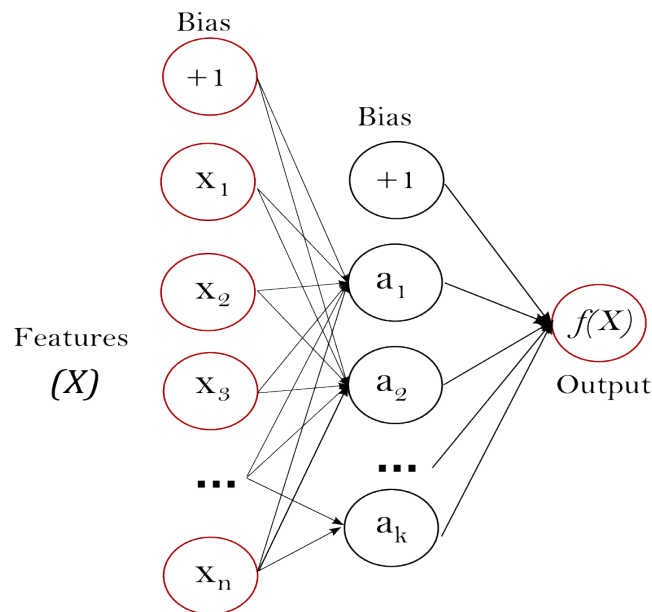 Bias
+1
Bias
x₁
+1
x₂
a₁
Features
(X)
f(X)
x₃
a₂
Output
...
...
aₖ
xₙ